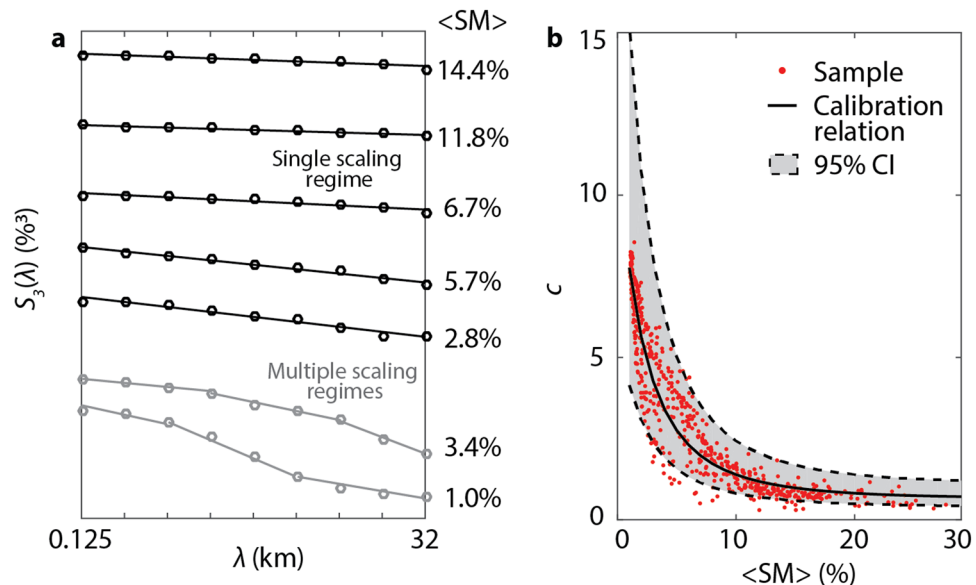 a
<SM>
14.4%
11.8%
Single scaling
regime
6.7%
5.7%
2.8%
Multiple scaling
regimes
3.4%
1.0%
S₃(λ) (%³)
0.125
32
λ (km)
b
15
10
5
0
c
Sample
Calibration
relation
95% CI
0
10
20
30
<SM> (%)